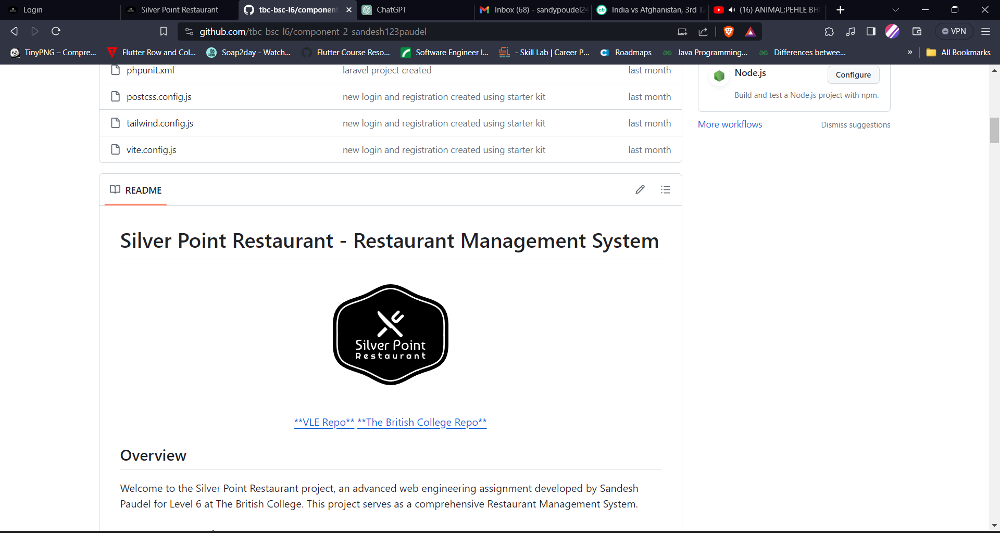 Login
Silver Point Restaurant
tbc-bsc-l6/component
ChatGPT
Inbox (68) - sandypoudel24
India vs Afghanistan, 3rd T2
(16) ANIMAL:PEHLE BH
github.com/tbc-bsc-l6/component-2-sandesh123paudel
VPN
TinyPNG – Compre...
Flutter Row and Col...
Soap2day - Watch...
Flutter Course Reso...
Software Engineer I...
- Skill Lab | Career P...
Roadmaps
Java Programming...
Differences betwee...
»
All Bookmarks
phpunit.xml laravel project created last month
postcss.config.js new login and registration created using starter kit last month
tailwind.config.js new login and registration created using starter kit last month
vite.config.js new login and registration created using starter kit last month
Node.js
Configure
Build and test a Node.js project with npm.
More workflows
Dismiss suggestions
README
Silver Point Restaurant - Restaurant Management System
Silver Point
Restaurant
**VLE Repo** **The British College Repo**
Overview
Welcome to the Silver Point Restaurant project, an advanced web engineering assignment developed by Sandesh
Paudel for Level 6 at The British College. This project serves as a comprehensive Restaurant Management System.